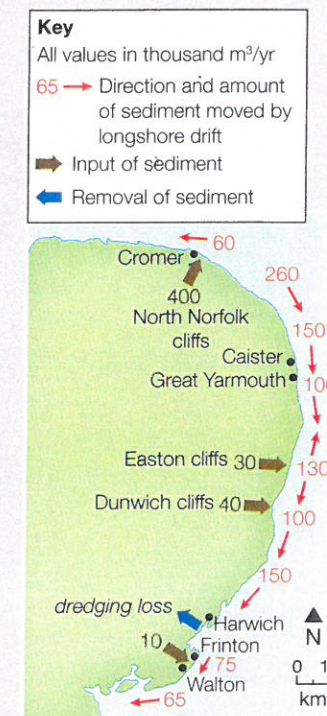 Key
All values in thousand m³/yr
65 Direction and amount
of sediment moved by
longshore drift
Input of sediment
Removal of sediment
60
Cromer
260
400
North Norfolk
cliffs
150
Caister
Great Yarmouth
100
Easton cliffs 30
130
Dunwich cliffs 40
100
150
dredging loss
Harwich
10
Frinton
75
Walton
65
N
0
km